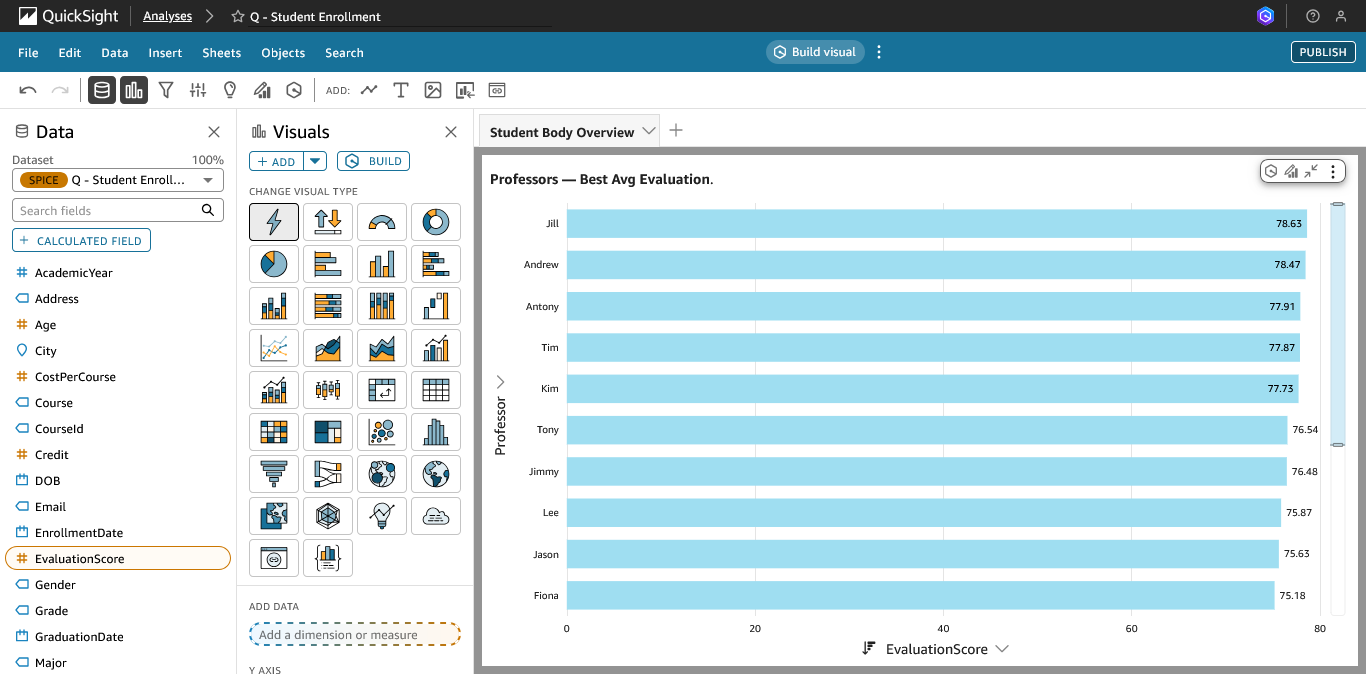 QuickSight
Analyses
Q - Student Enrollment
File Edit Data Insert Sheets Objects Search
Build visual
PUBLISH
ADD:
Data
Dataset 100%
SPICE Q - Student Enroll...
Search fields
+ CALCULATED FIELD
AcademicYear
Address
Age
City
CostPerCourse
Course
CourseId
Credit
DOB
Email
EnrollmentDate
EvaluationScore
Gender
Grade
GraduationDate
Major
Visuals
+ ADD
BUILD
CHANGE VISUAL TYPE
ADD DATA
Add a dimension or measure
Y AXIS
Student Body Overview
Professors — Best Avg Evaluation.
Professor
Jill 78.63
Andrew 78.47
Antony 77.91
Tim 77.87
Kim 77.73
Tony 76.54
Jimmy 76.48
Lee 75.87
Jason 75.63
Fiona 75.18
0 20 40 60 80
EvaluationScore